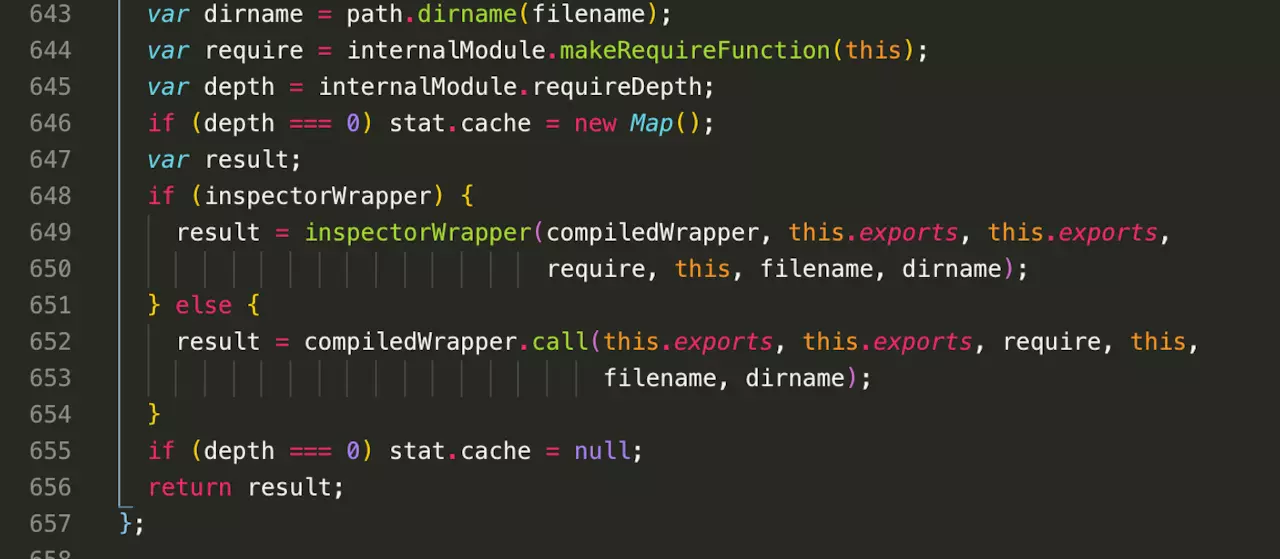 643 var dirname = path.dirname(filename);
644 var require = internalModule.makeRequireFunction(this);
645 var depth = internalModule.requireDepth;
646 if (depth === 0) stat.cache = new Map();
647 var result;
648 if (inspectorWrapper) {
649 result = inspectorWrapper(compiledWrapper, this.exports, this.exports,
650 require, this, filename, dirname);
651 } else {
652 result = compiledWrapper.call(this.exports, this.exports, require, this,
653 filename, dirname);
654 }
655 if (depth === 0) stat.cache = null;
656 return result;
657 };
658